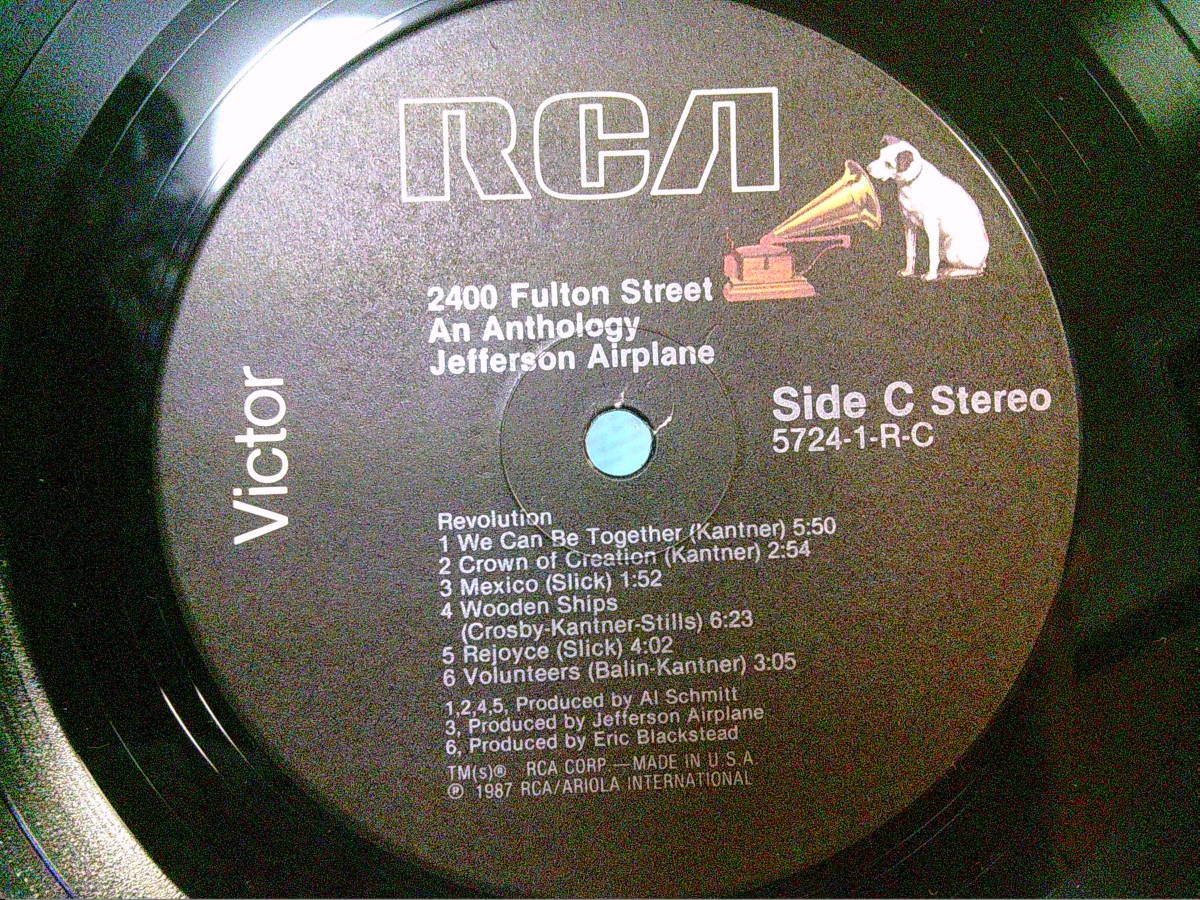 RCA
2400 Fulton Street
An Anthology
Jefferson Airplane
Victor
Side C Stereo
5724-1-R-C
Revolution
1 We Can Be Together (Kantner) 5:50
2 Crown of Creation (Kantner) 2:54
3 Mexico (Slick) 1:52
4 Wooden Ships
(Crosby-Kantner-Stills) 6:23
5 Rejoyce (Slick) 4:02
6 Volunteers (Balin-Kantner) 3:05
1,2,4,5, Produced by Al Schmitt
3, Produced by Jefferson Airplane
6, Produced by Eric Blackstead
TM(s)® RCA CORP.—MADE IN U.S.A.
℗ 1987 RCA/ARIOLA INTERNATIONAL